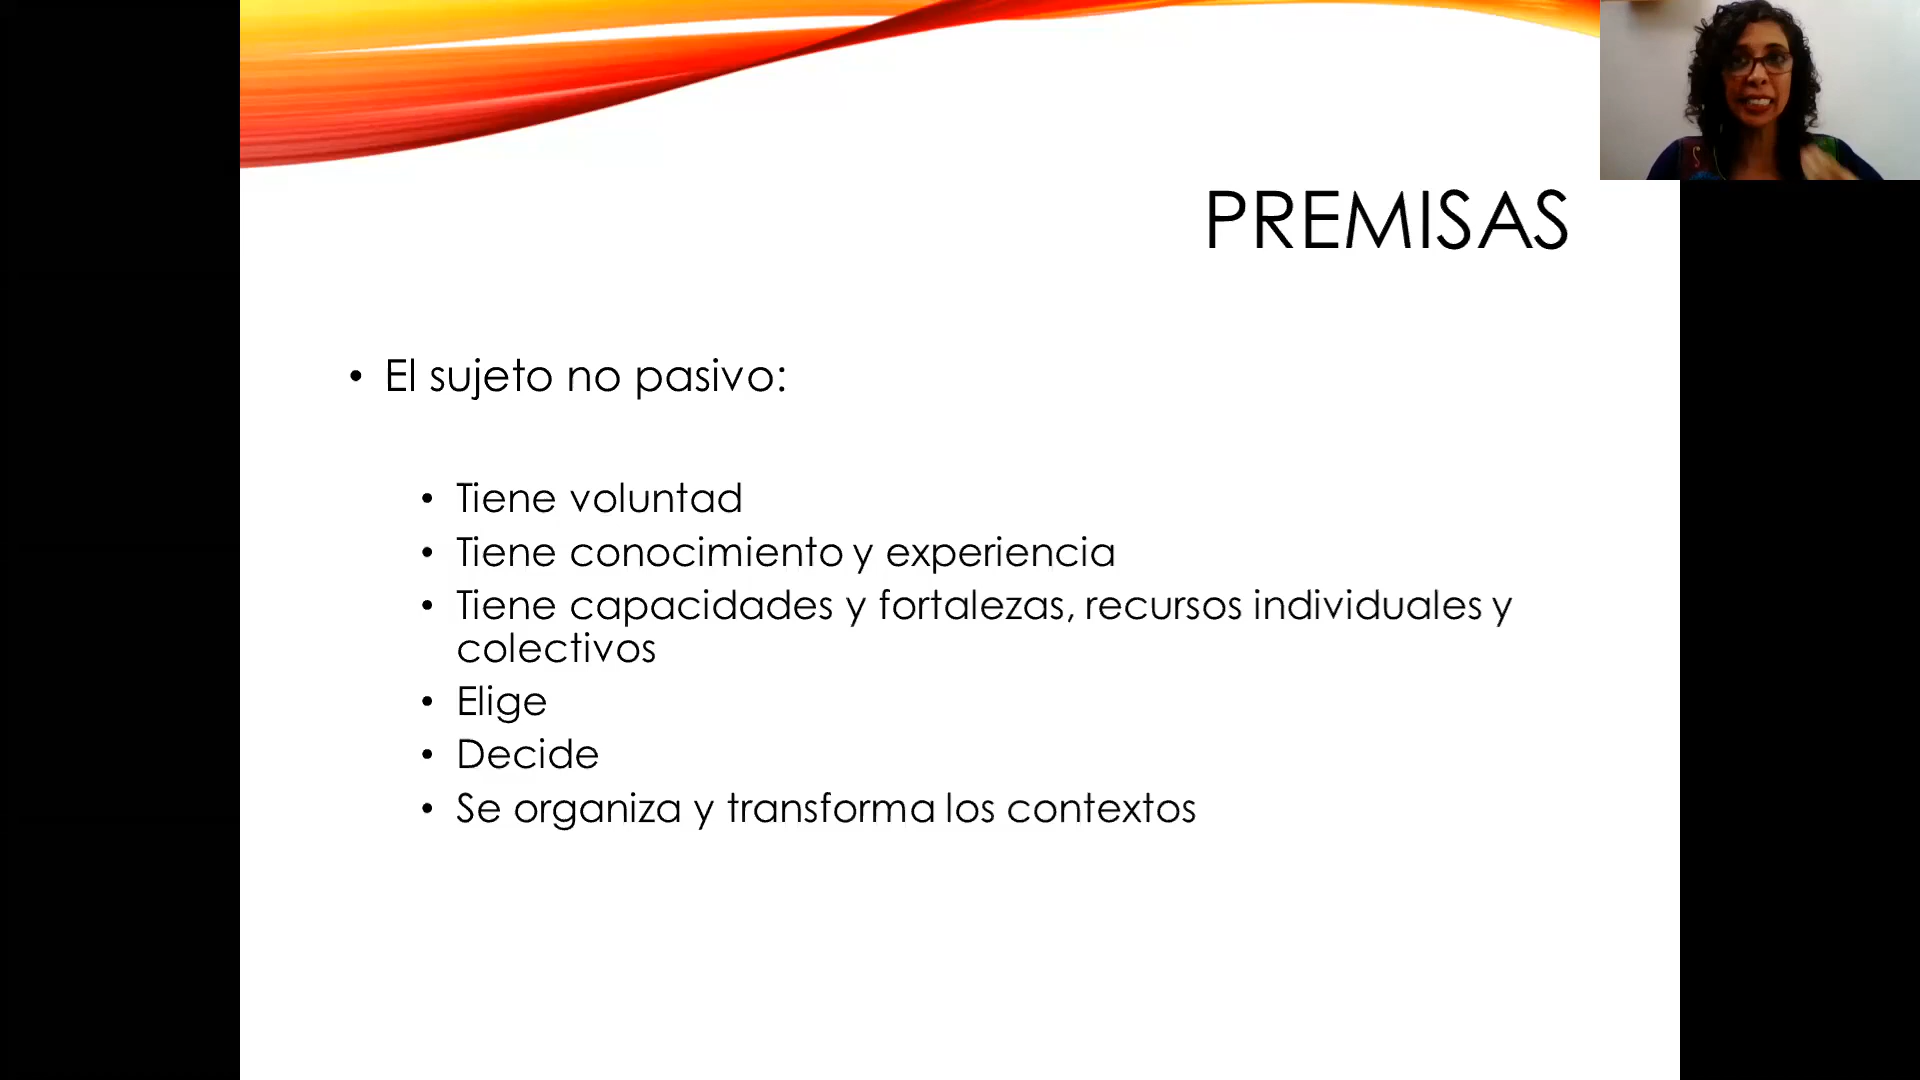 PREMISAS
• El sujeto no pasivo:
• Tiene voluntad
• Tiene conocimiento y experiencia
• Tiene capacidades y fortalezas, recursos individuales y
colectivos
• Elige
• Decide
• Se organiza y transforma los contextos